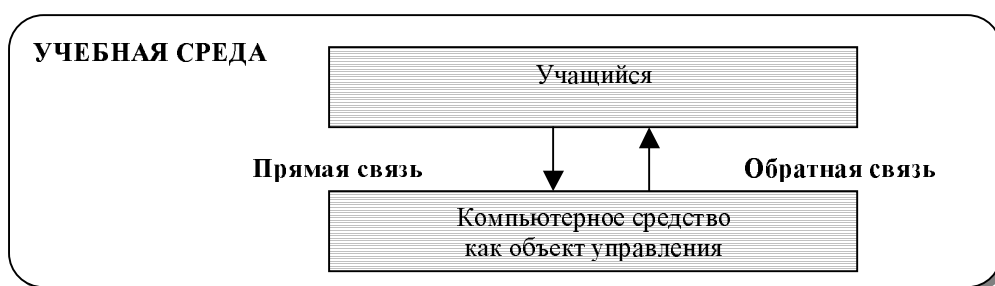 УЧЕБНАЯ СРЕДА
Учащийся
Прямая связь
Обратная связь
Компьютерное средство
как объект управления